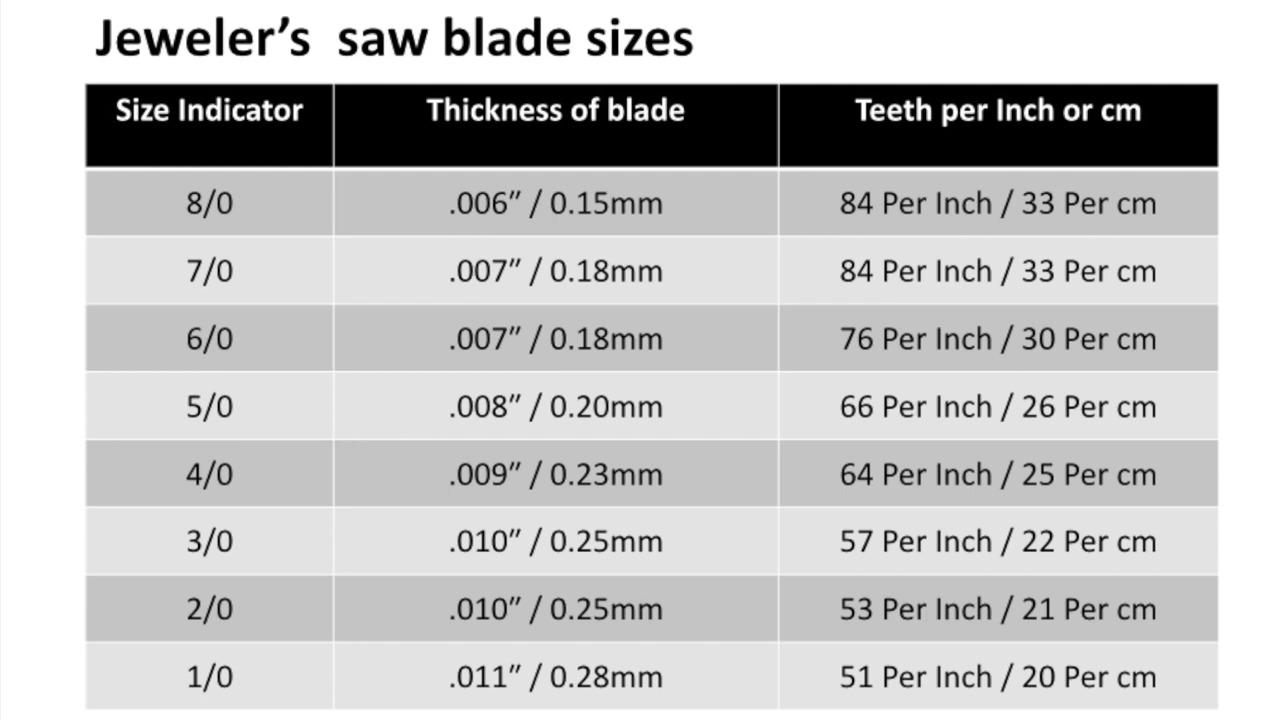 Jeweler’s saw blade sizes
Size Indicator Thickness of blade Teeth per Inch or cm
8/0 .006” / 0.15mm 84 Per Inch / 33 Per cm
7/0 .007” / 0.18mm 84 Per Inch / 33 Per cm
6/0 .007” / 0.18mm 76 Per Inch / 30 Per cm
5/0 .008” / 0.20mm 66 Per Inch / 26 Per cm
4/0 .009” / 0.23mm 64 Per Inch / 25 Per cm
3/0 .010” / 0.25mm 57 Per Inch / 22 Per cm
2/0 .010” / 0.25mm 53 Per Inch / 21 Per cm
1/0 .011” / 0.28mm 51 Per Inch / 20 Per cm